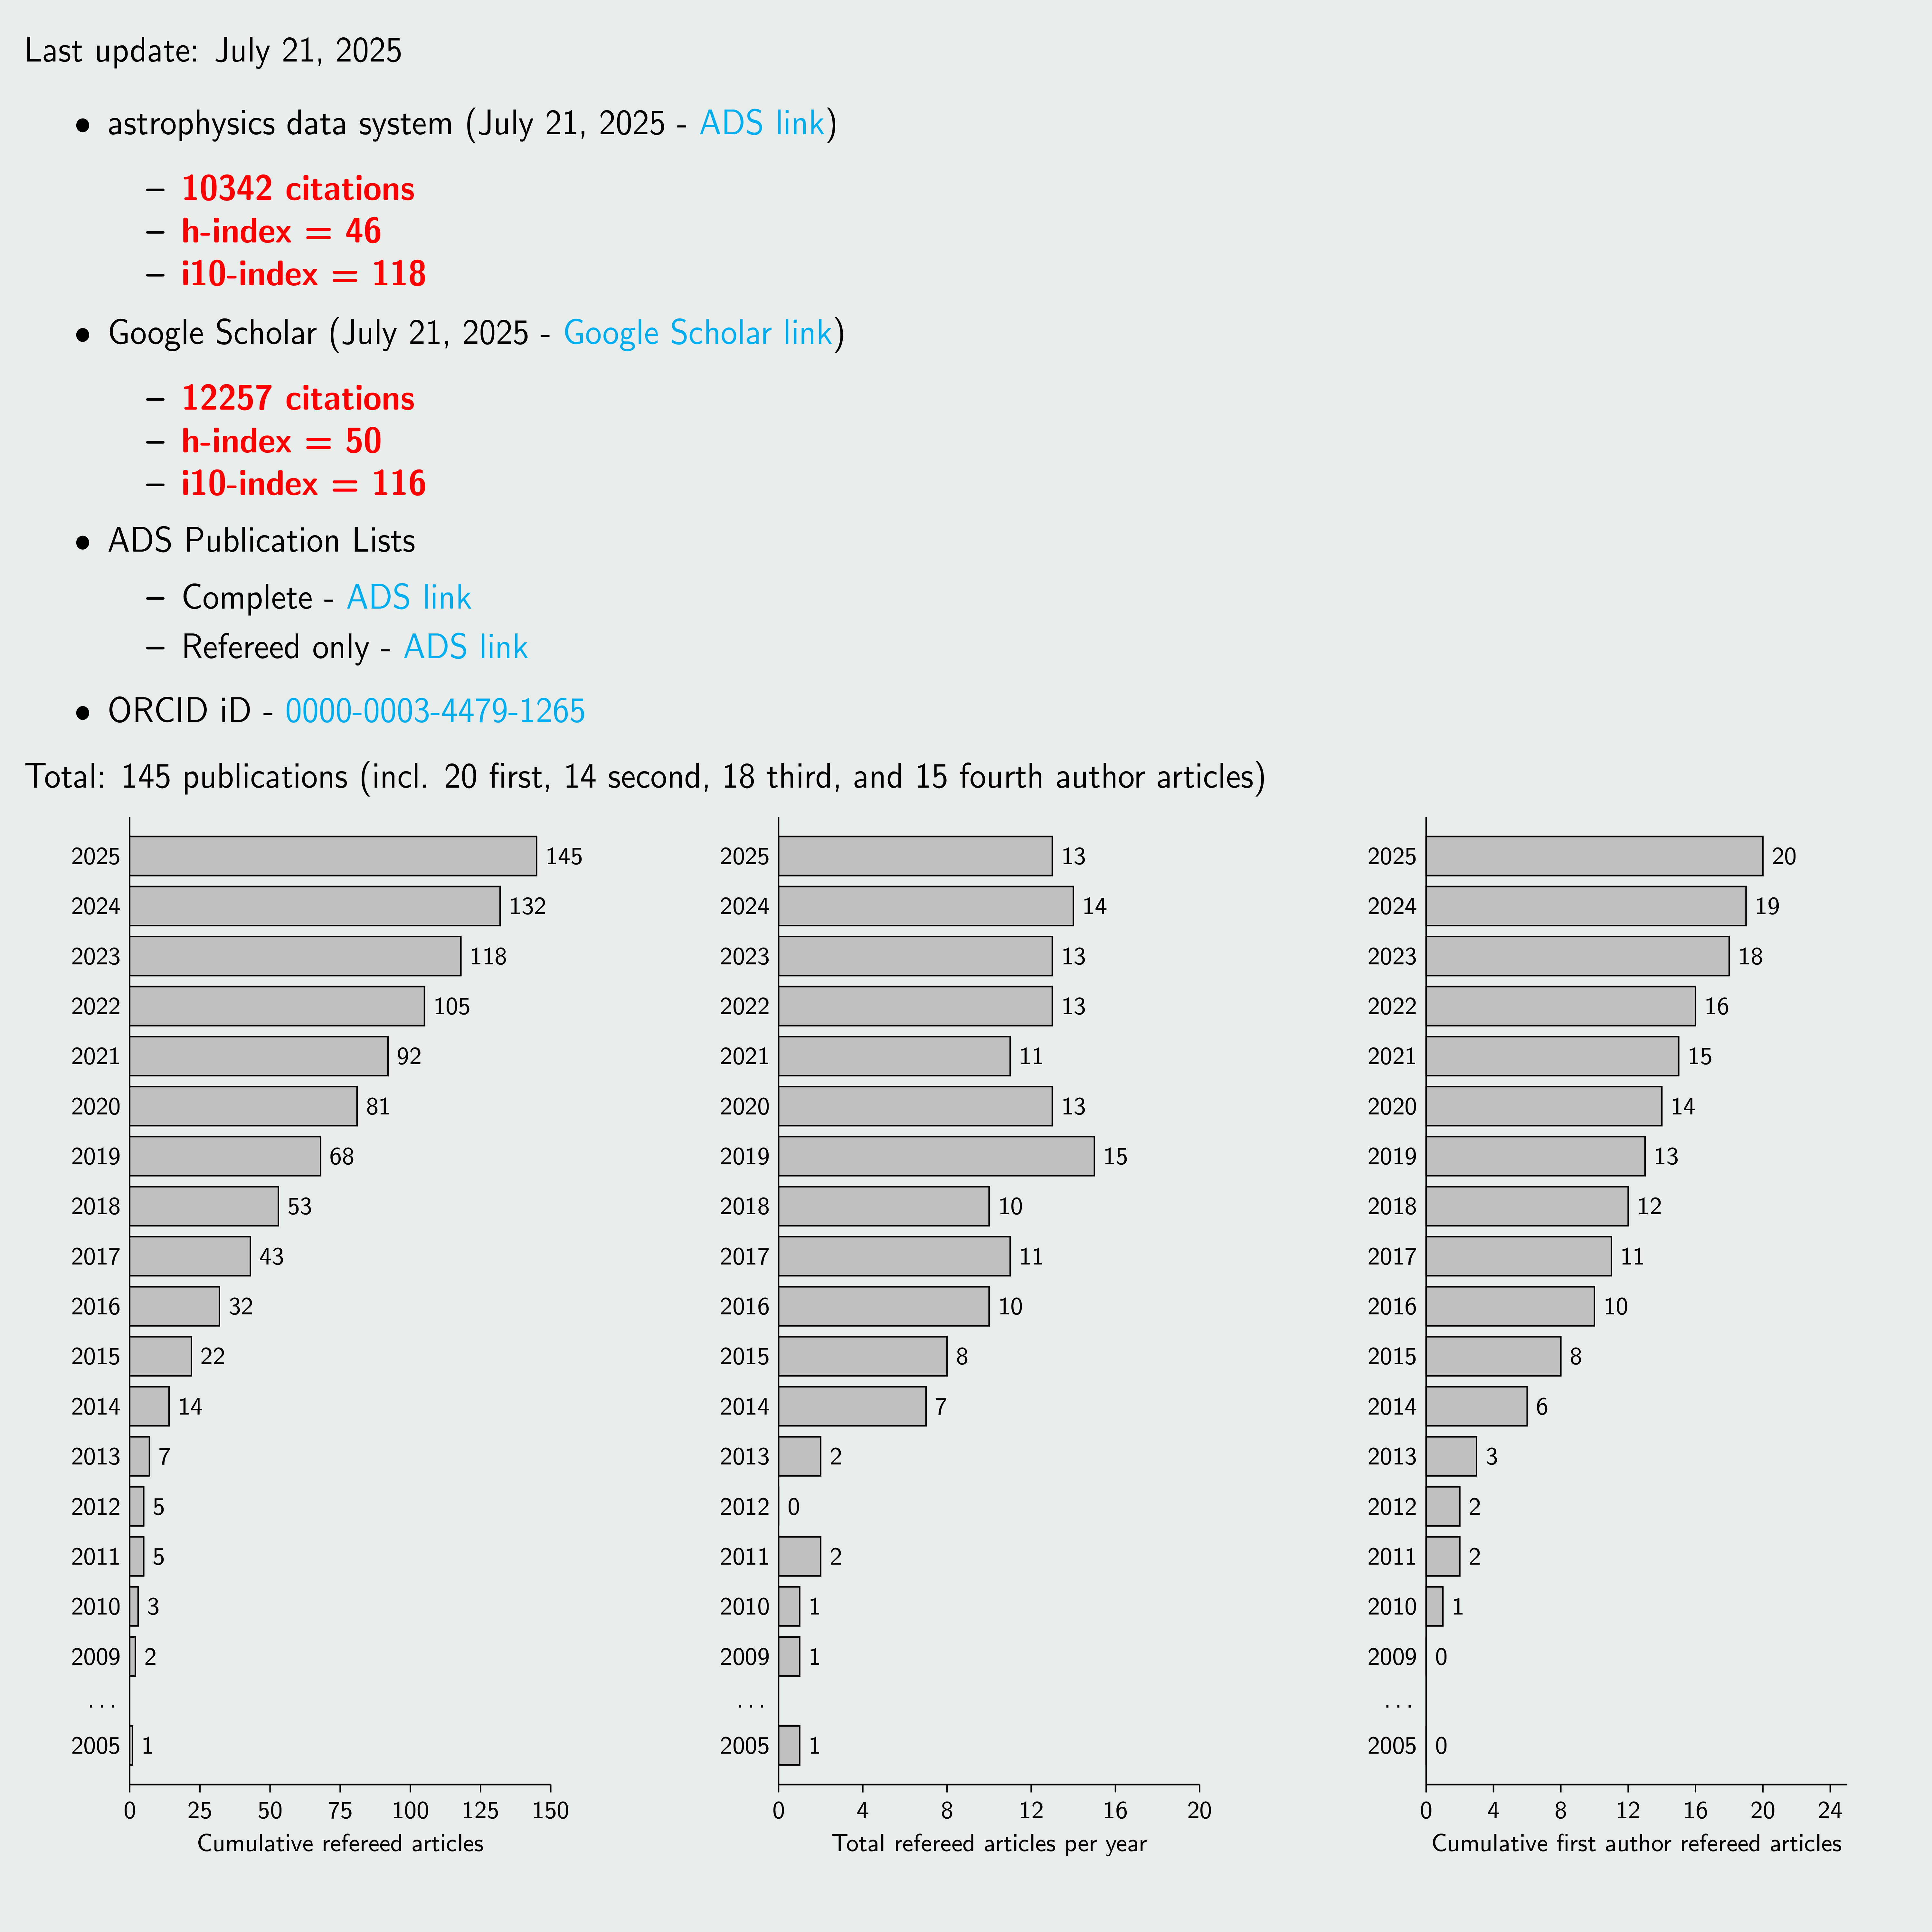 Last update: July 21, 2025
• astrophysics data system (July 21, 2025 - ADS link)
– 10342 citations
– h-index = 46
– i10-index = 118
• Google Scholar (July 21, 2025 - Google Scholar link)
– 12257 citations
– h-index = 50
– i10-index = 116
• ADS Publication Lists
– Complete - ADS link
– Refereed only - ADS link
• ORCID iD - 0000-0003-4479-1265
Total: 145 publications (incl. 20 first, 14 second, 18 third, and 15 fourth author articles)
2025 145
2024 132
2023 118
2022 105
2021 92
2020 81
2019 68
2018 53
2017 43
2016 32
2015 22
2014 14
2013 7
2012 5
2011 5
2010 3
2009 2
...
2005 1
0 25 50 75 100 125 150
Cumulative refereed articles
2025 13
2024 14
2023 13
2022 13
2021 11
2020 13
2019 15
2018 10
2017 11
2016 10
2015 8
2014 7
2013 2
2012 0
2011 2
2010 1
2009 1
...
2005 1
0 4 8 12 16 20
Total refereed articles per year
2025 20
2024 19
2023 18
2022 16
2021 15
2020 14
2019 13
2018 12
2017 11
2016 10
2015 8
2014 6
2013 3
2012 2
2011 2
2010 1
2009 0
...
2005 0
0 4 8 12 16 20 24
Cumulative first author refereed articles